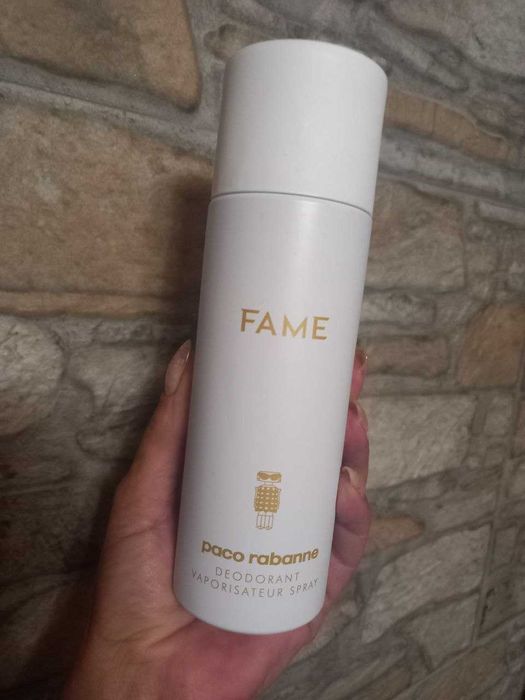 FAME
paco rabanne
DEODORANT
VAPORISATEUR SPRAY